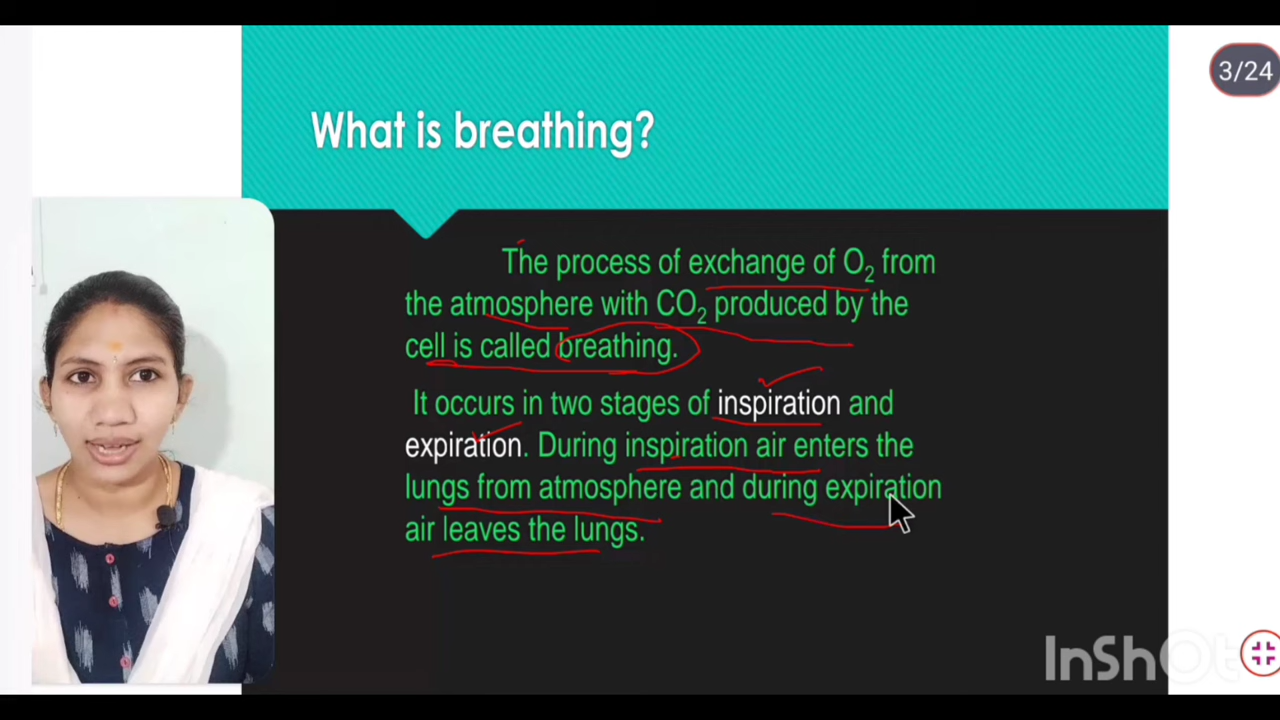 3/24
What is breathing?
The process of exchange of O₂ from
the atmosphere with CO₂ produced by the
cell is called breathing.
It occurs in two stages of inspiration and
expiration. During inspiration air enters the
lungs from atmosphere and during expiration
air leaves the lungs.
InShOt